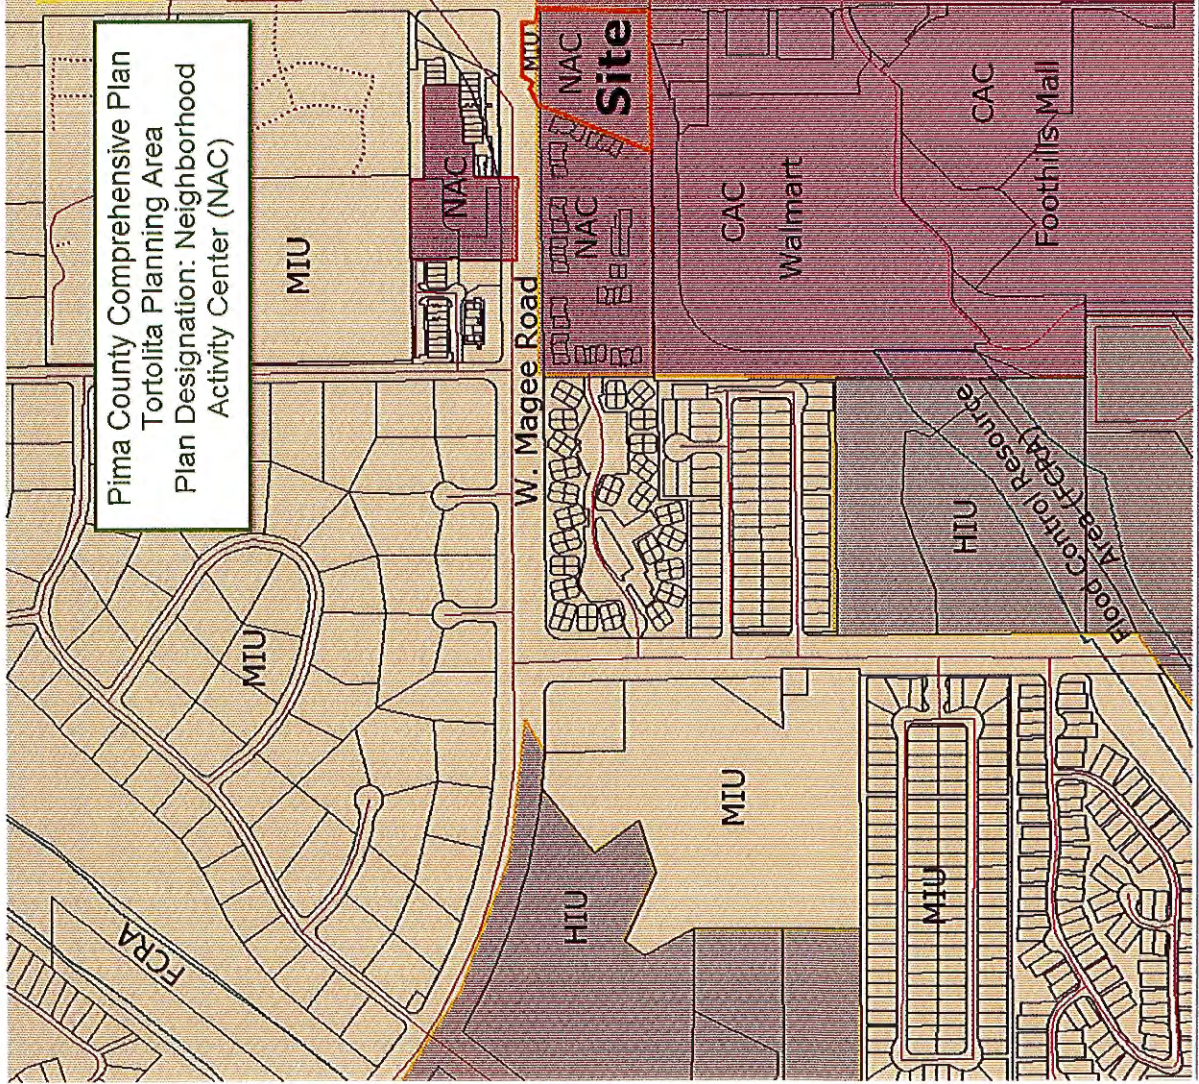 Pima County Comprehensive Plan
Tortolita Planning Area
Plan Designation: Neighborhood
Activity Center (NAC)
MIU
NAC
MIU
NAC
Site
W. Magee Road
NAC
CAC
Walmart
CAC
Foothills Mall
MIU
FCRA
HIU
Flood Control Resource
Area (FCRA)
HIU
MIU
MIU